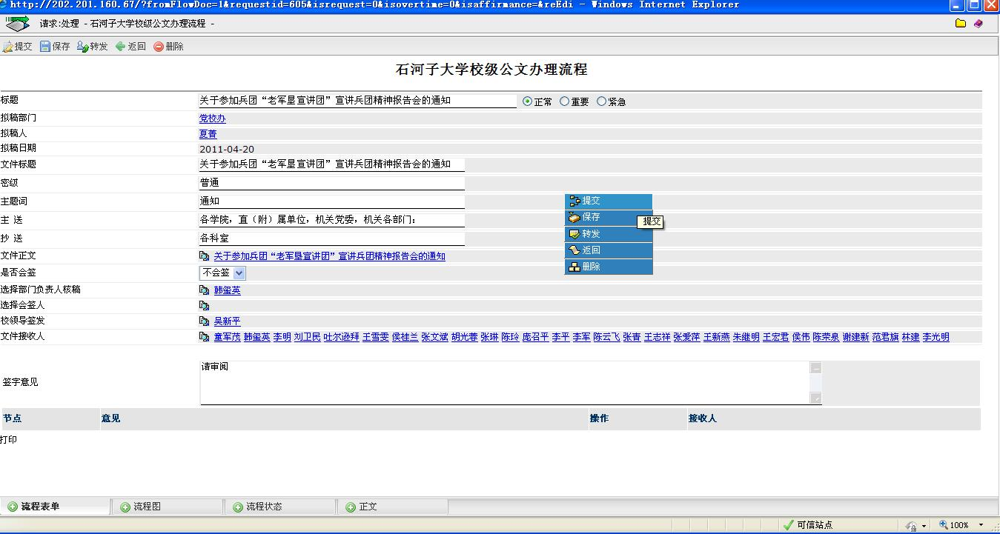 http://202.201.160.67/?fromFlowDoc=1&requestid=605&isrequest=0&isovertime=0&isaffirmance=&reEdi - Windows Internet Explorer
请求:处理 - 石河子大学校级公文办理流程 -
提交 保存 转发 返回 删除
石河子大学校级公文办理流程
标题 关于参加兵团“老军垦宣讲团”宣讲兵团精神报告会的通知 正常 重要 紧急
拟稿部门 党校办
拟稿人 夏菁
拟稿日期 2011-04-20
文件标题 关于参加兵团“老军垦宣讲团”宣讲兵团精神报告会的通知
密级 普通
主题词 通知
主 送 各学院，直（附）属单位，机关党委，机关各部门：
抄 送 各科室
文件正文 关于参加兵团“老军垦宣讲团”宣讲兵团精神报告会的通知
是否会签 不会签
选择部门负责人核稿 韩玺英
选择会签人
校领导签发 吴新平
文件接收人 童军茂 韩玺英 李明 刘卫民 吐尔逊拜 王雪雯 侯桂兰 张文斌 胡光蓉 张琳 陈玲 庞召平 李平 李军 陈云飞 张青 王志祥 张爱萍 王新燕 朱继明 王宏君 侯伟 陈荣泉 谢建新 范君旗 林建 李光明
提交
保存
提交
转发
返回
删除
签字意见 请审阅
节点 意见 操作 接收人
打印
流程表单 流程图 流程状态 正文
可信站点 100%